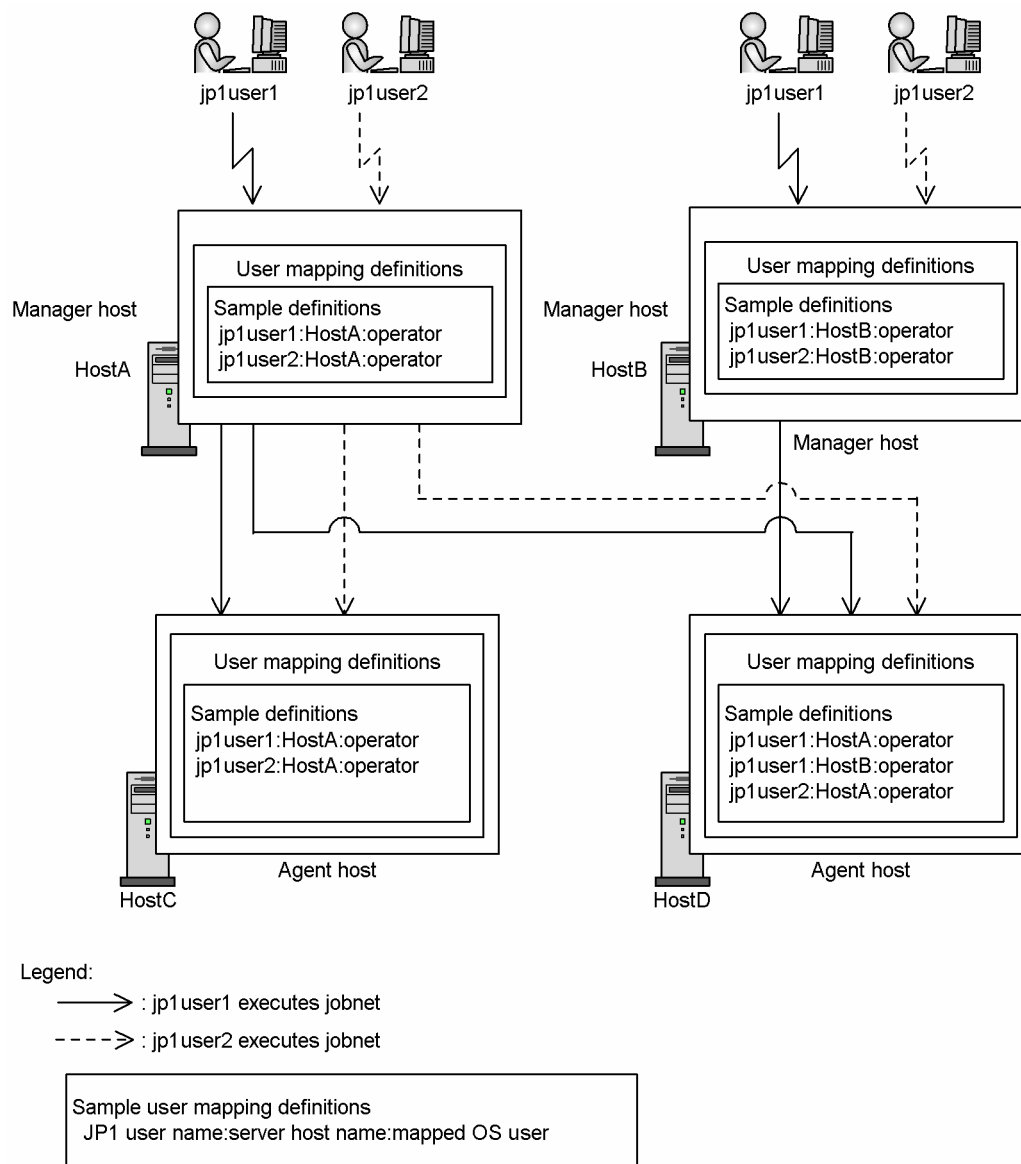 jp1user1
jp1user2
jp1user1
jp1user2
User mapping definitions
Sample definitions
jp1user1:HostA:operator
jp1user2:HostA:operator
Manager host
HostA
User mapping definitions
Sample definitions
jp1user1:HostB:operator
jp1user2:HostB:operator
Manager host
HostB
Manager host
User mapping definitions
Sample definitions
jp1user1:HostA:operator
jp1user2:HostA:operator
Agent host
HostC
User mapping definitions
Sample definitions
jp1user1:HostA:operator
jp1user1:HostB:operator
jp1user2:HostA:operator
Agent host
HostD
Legend:
: jp1user1 executes jobnet
: jp1user2 executes jobnet
Sample user mapping definitions
JP1 user name:server host name:mapped OS user